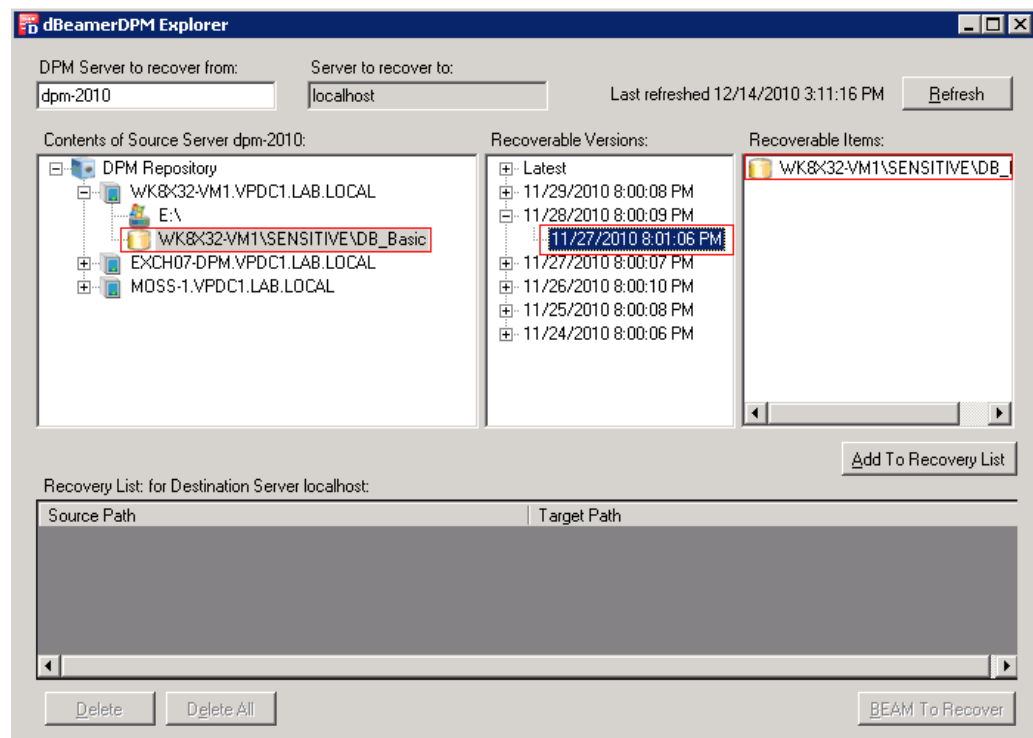 dBeamerDPM Explorer
DPM Server to recover from:
Server to recover to:
dpm-2010
localhost
Last refreshed 12/14/2010 3:11:16 PM
Refresh
Contents of Source Server dpm-2010:
DPM Repository
WK8X32-VM1.VPDC1.LAB.LOCAL
E:\
WK8X32-VM1\SENSITIVE\DB_Basic
EXCH07-DPM.VPDC1.LAB.LOCAL
MOSS-1.VPDC1.LAB.LOCAL
Recoverable Versions:
Latest
11/29/2010 8:00:08 PM
11/28/2010 8:00:09 PM
11/27/2010 8:01:06 PM
11/27/2010 8:00:07 PM
11/26/2010 8:00:10 PM
11/25/2010 8:00:08 PM
11/24/2010 8:00:06 PM
Recoverable Items:
WK8X32-VM1\SENSITIVE\DB_
Add To Recovery List
Recovery List: for Destination Server localhost:
Source Path
Target Path
Delete
Delete All
BEAM To Recover